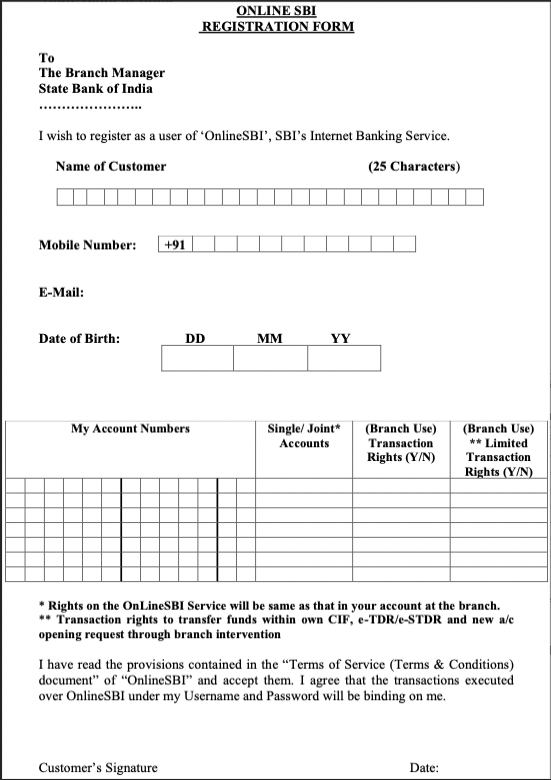 ONLINE SBI
REGISTRATION FORM
To
The Branch Manager
State Bank of India
…………………..
I wish to register as a user of ‘OnlineSBI’, SBI’s Internet Banking Service.
Name of Customer (25 Characters)
Mobile Number: +91
E-Mail:
Date of Birth: DD MM YY
My Account Numbers
Single/ Joint*
Accounts
(Branch Use)
Transaction
Rights (Y/N)
(Branch Use)
** Limited
Transaction
Rights (Y/N)
* Rights on the OnLineSBI Service will be same as that in your account at the branch.
** Transaction rights to transfer funds within own CIF, e-TDR/e-STDR and new a/c
opening request through branch intervention
I have read the provisions contained in the “Terms of Service (Terms & Conditions)
document” of “OnlineSBI” and accept them. I agree that the transactions executed
over OnlineSBI under my Username and Password will be binding on me.
Customer’s Signature Date: